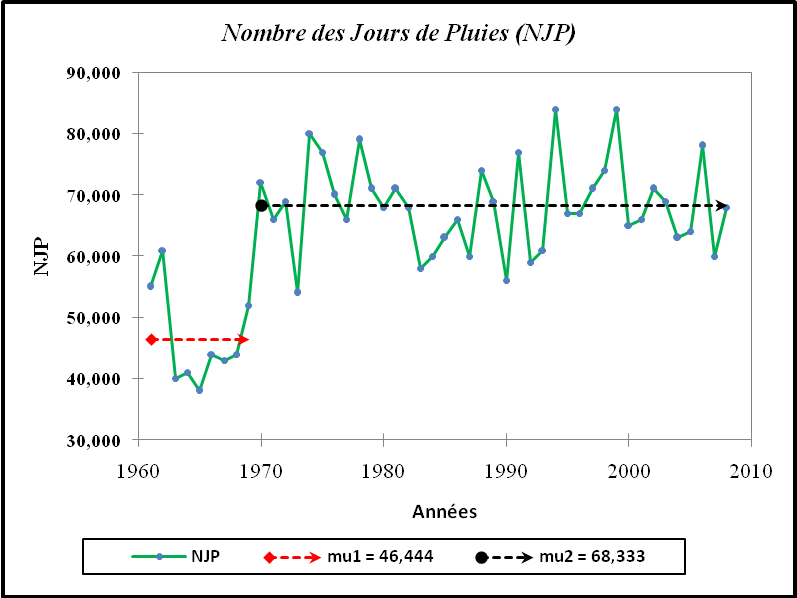 Nombre des Jours de Pluies (NJP)
90,000
80,000
70,000
60,000
50,000
40,000
30,000
NJP
1960 1970 1980 1990 2000 2010
Années
NJP mu1 = 46,444 mu2 = 68,333